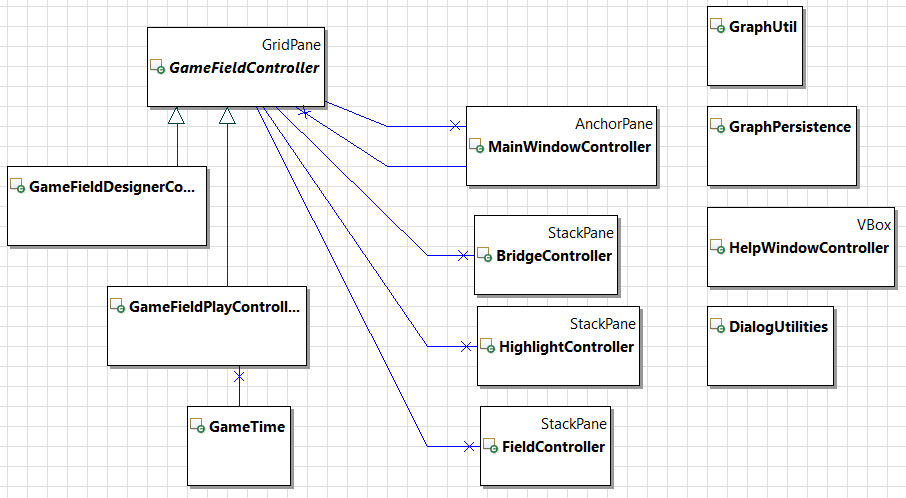 GridPane
GameFieldController
GraphUtil
AnchorPane
MainWindowController
GraphPersistence
GameFieldDesignerCo...
StackPane
BridgeController
VBox
HelpWindowController
GameFieldPlayControll...
StackPane
HighlightController
DialogUtilities
GameTime
StackPane
FieldController